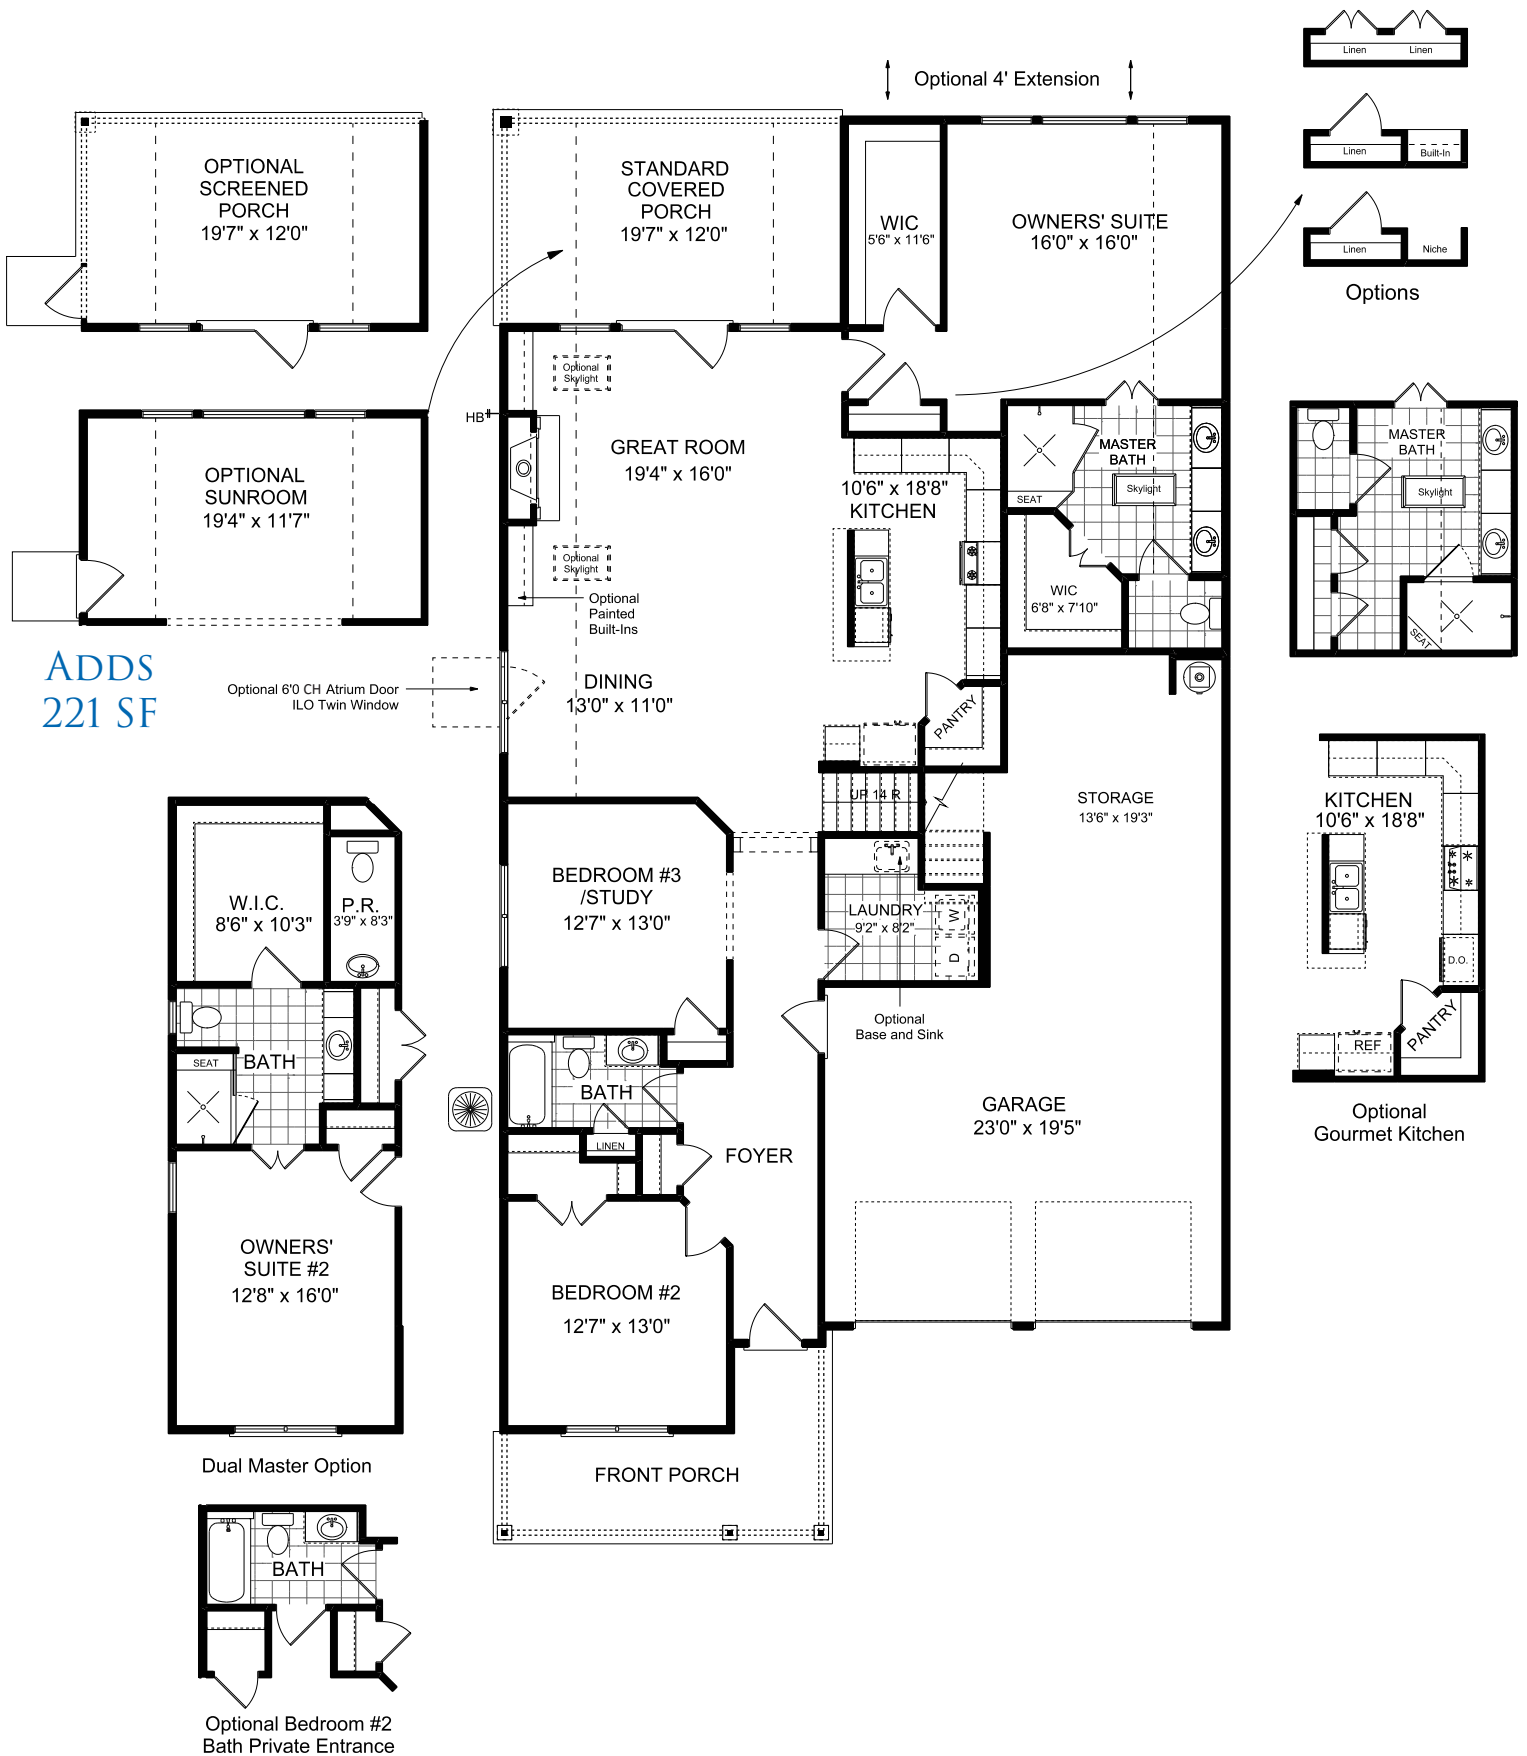 Linen
Linen
Optional 4' Extension
Linen
Built-In
Linen
Niche
Options
OPTIONAL
SCREENED
PORCH
19'7" x 12'0"
STANDARD
COVERED
PORCH
19'7" x 12'0"
WIC
5'6" x 11'6"
OWNERS' SUITE
16'0" x 16'0"
Optional
Skylight
HB
GREAT ROOM
19'4" x 16'0"
10'6" x 18'8"
KITCHEN
MASTER
BATH
Skylight
SEAT
MASTER
BATH
Skylight
SEAT
OPTIONAL
SUNROOM
19'4" x 11'7"
Optional
Skylight
Optional
Painted
Built-Ins
WIC
6'8" x 7'10"
ADDS
221 SF
Optional 6'0 CH Atrium Door
ILO Twin Window
DINING
13'0" x 11'0"
PANTRY
UP 14 R
STORAGE
13'6" x 19'3"
KITCHEN
10'6" x 18'8"
D.O.
PANTRY
REF
Optional
Gourmet Kitchen
W.I.C.
8'6" x 10'3"
P.R.
3'9" x 8'3"
BEDROOM #3
/STUDY
12'7" x 13'0"
LAUNDRY
9'2" x 8'2"
W
D
Optional
Base and Sink
SEAT
BATH
BATH
LINEN
FOYER
GARAGE
23'0" x 19'5"
OWNERS'
SUITE #2
12'8" x 16'0"
BEDROOM #2
12'7" x 13'0"
Dual Master Option
FRONT PORCH
BATH
Optional Bedroom #2
Bath Private Entrance